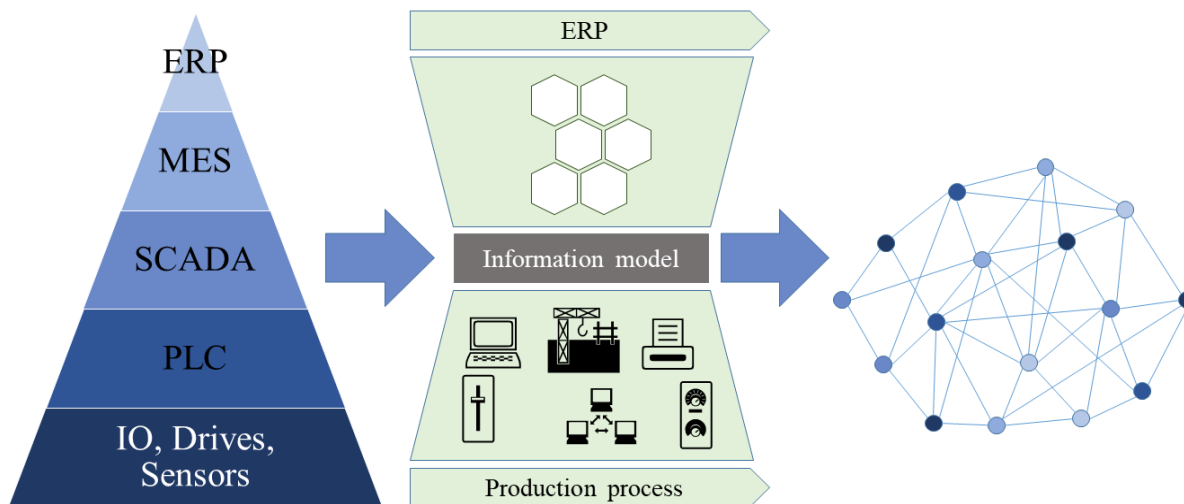 ERP
MES
SCADA
PLC
IO, Drives,
Sensors
ERP
Information model
Production process